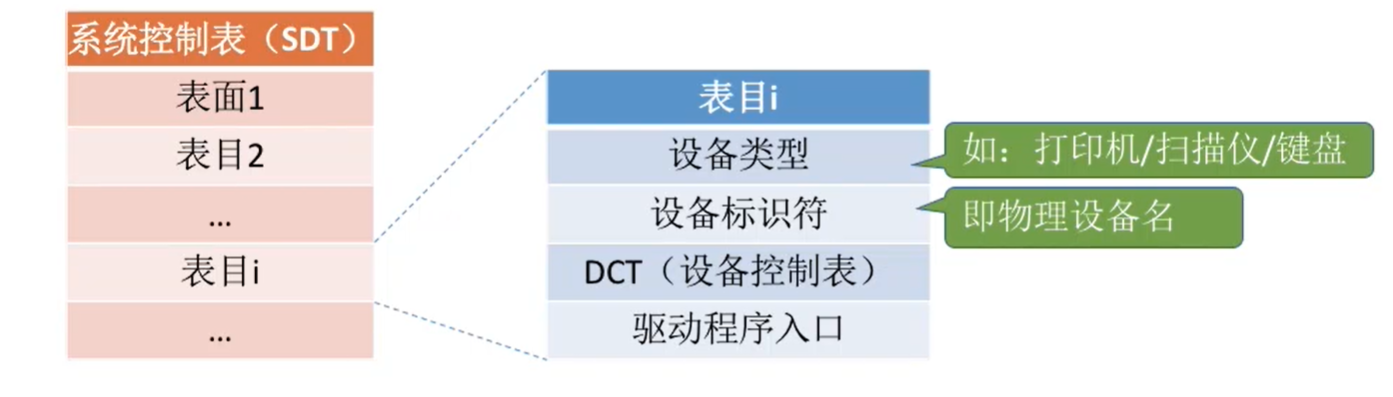 系统控制表（SDT）
表面1
表目2
…
表目i
…
表目i
设备类型
设备标识符
DCT（设备控制表）
驱动程序入口
如：打印机/扫描仪/键盘
即物理设备名